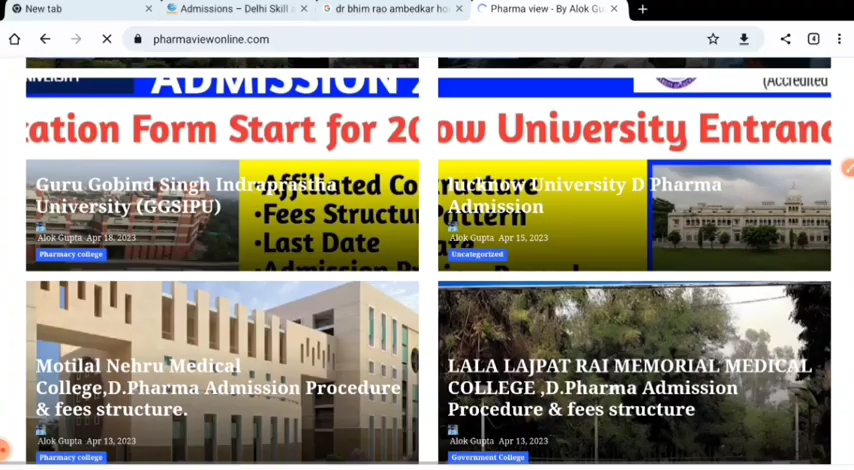 New tab
Admissions – Delhi Skill a
dr bhim rao ambedkar ho
Pharma view - By Alok Gu
pharmaviewonline.com
4
ADMISSION 2
(Accredited
ation Form Start for 20
ow University Entranc
Guru Gobind Singh Indraprastha
University (GGSIPU)
Alok Gupta Apr 18, 2023
Pharmacy college
•Affiliated Co
•Fees Structur
•Last Date
lucknow University D Pharma
Admission
Alok Gupta Apr 15, 2023
Uncategorized
Motilal Nehru Medical
College,D.Pharma Admission Procedure
& fees structure.
Alok Gupta Apr 13, 2023
Pharmacy college
LALA LAJPAT RAI MEMORIAL MEDICAL
COLLEGE ,D.Pharma Admission
Procedure & fees structure
Alok Gupta Apr 13, 2023
Government College